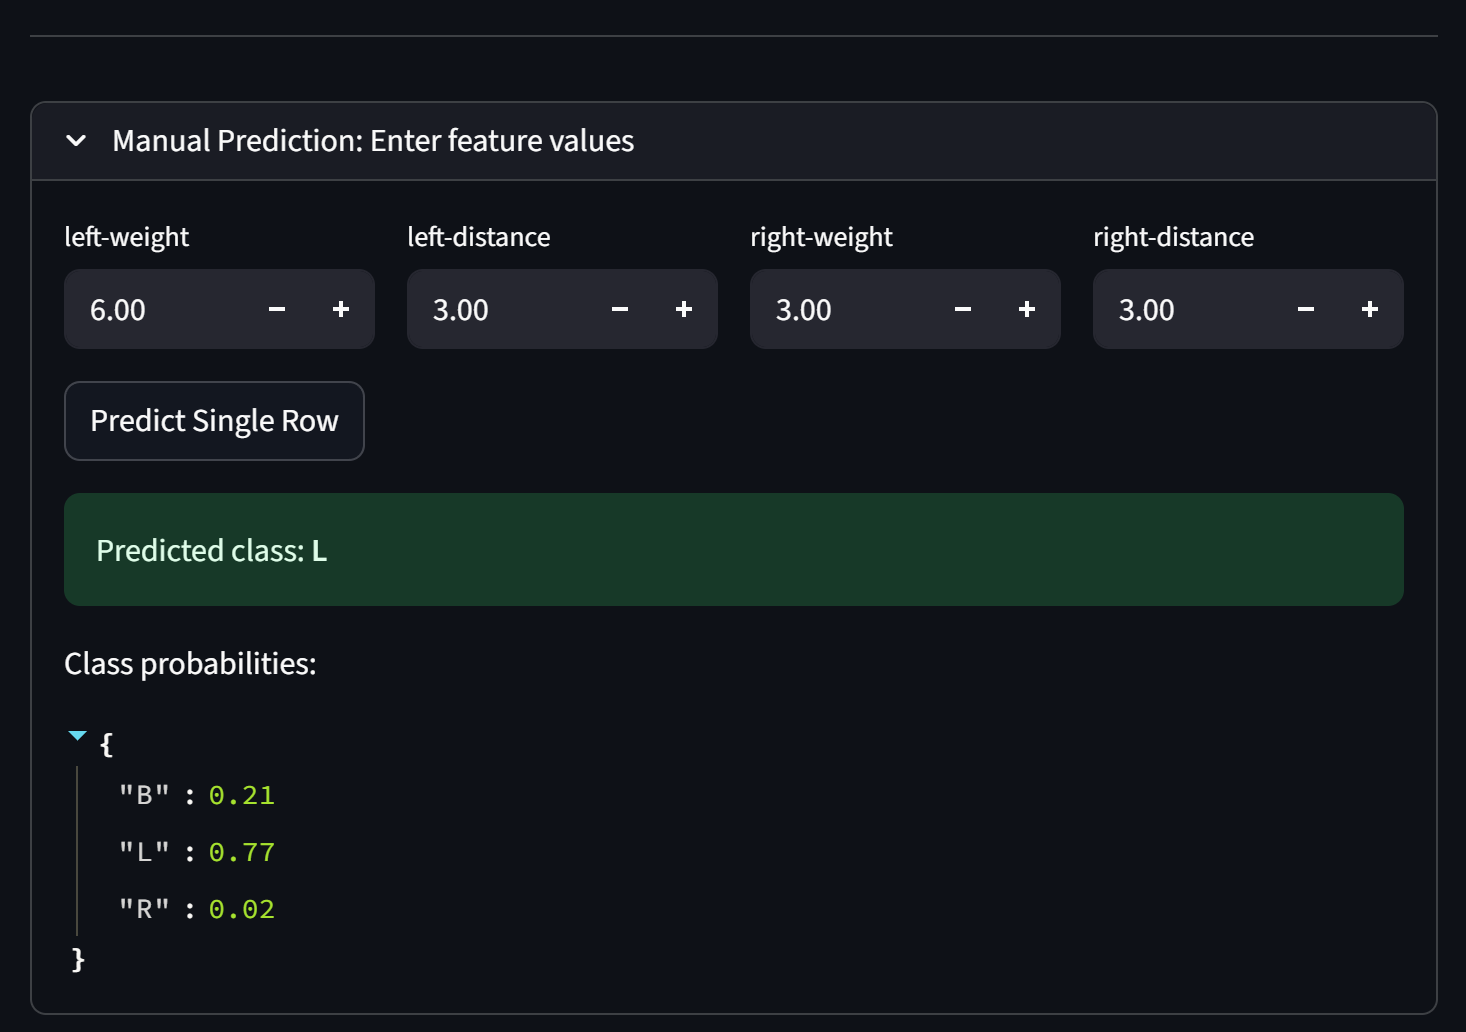 Manual Prediction: Enter feature values
left-weight left-distance right-weight right-distance
6.00 − + 3.00 − + 3.00 − + 3.00 − +
Predict Single Row
Predicted class: L
Class probabilities:
{
"B" : 0.21
"L" : 0.77
"R" : 0.02
}